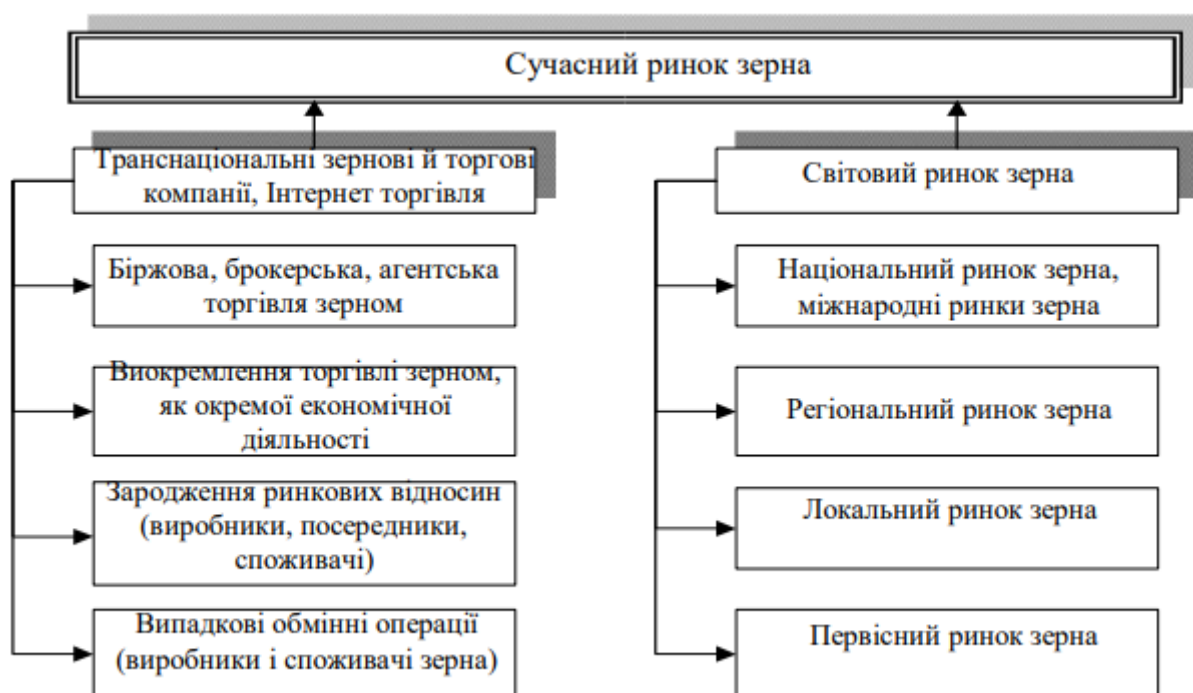 Сучасний ринок зерна
Транснаціональні зернові й торгові
компанії, Інтернет торгівля
Біржова, брокерська, агентська
торгівля зерном
Виокремлення торгівлі зерном,
як окремої економічної
діяльності
Зародження ринкових відносин
(виробники, посередники,
споживачі)
Випадкові обмінні операції
(виробники і споживачі зерна)
Світовий ринок зерна
Національний ринок зерна,
міжнародні ринки зерна
Регіональний ринок зерна
Локальний ринок зерна
Первісний ринок зерна